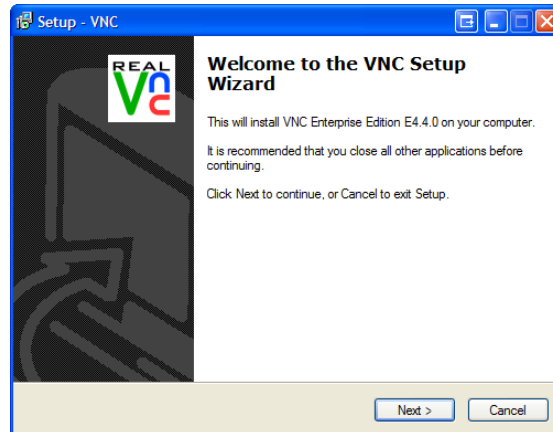 Setup - VNC
REAL
VNC
Welcome to the VNC Setup
Wizard
This will install VNC Enterprise Edition E4.4.0 on your computer.
It is recommended that you close all other applications before
continuing.
Click Next to continue, or Cancel to exit Setup.
Next >
Cancel